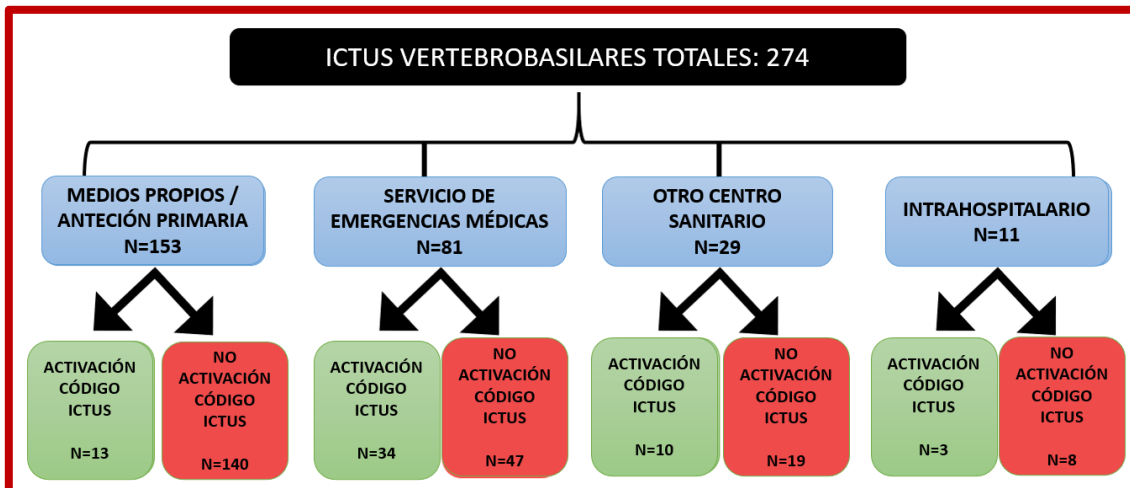 ICTUS VERTEBROBASILARES TOTALES: 274
MEDIOS PROPIOS /
ANTECIÓN PRIMARIA
N=153
SERVICIO DE
EMERGENCIAS MÉDICAS
N=81
OTRO CENTRO
SANITARIO
N=29
INTRAHOSPITALARIO
N=11
ACTIVACIÓN
CÓDIGO
ICTUS
N=13
NO
ACTIVACIÓN
CÓDIGO
ICTUS
N=140
ACTIVACIÓN
CÓDIGO
ICTUS
N=34
NO
ACTIVACIÓN
CÓDIGO
ICTUS
N=47
ACTIVACIÓN
CÓDIGO
ICTUS
N=10
NO
ACTIVACIÓN
CÓDIGO
ICTUS
N=19
ACTIVACIÓN
CÓDIGO
ICTUS
N=3
NO
ACTIVACIÓN
CÓDIGO
ICTUS
N=8